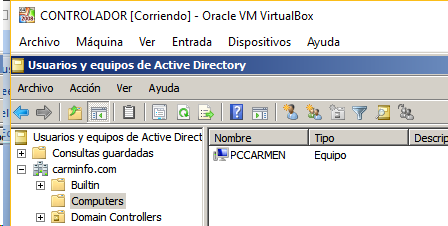 CONTROLADOR [Corriendo] - Oracle VM VirtualBox
Archivo Máquina Ver Entrada Dispositivos Ayuda
Usuarios y equipos de Active Directory
Archivo Acción Ver Ayuda
Usuarios y equipos de Active Direct
Consultas guardadas
carminfo.com
Builtin
Computers
Domain Controllers
Nombre Tipo Descrip
PCCARMEN Equipo